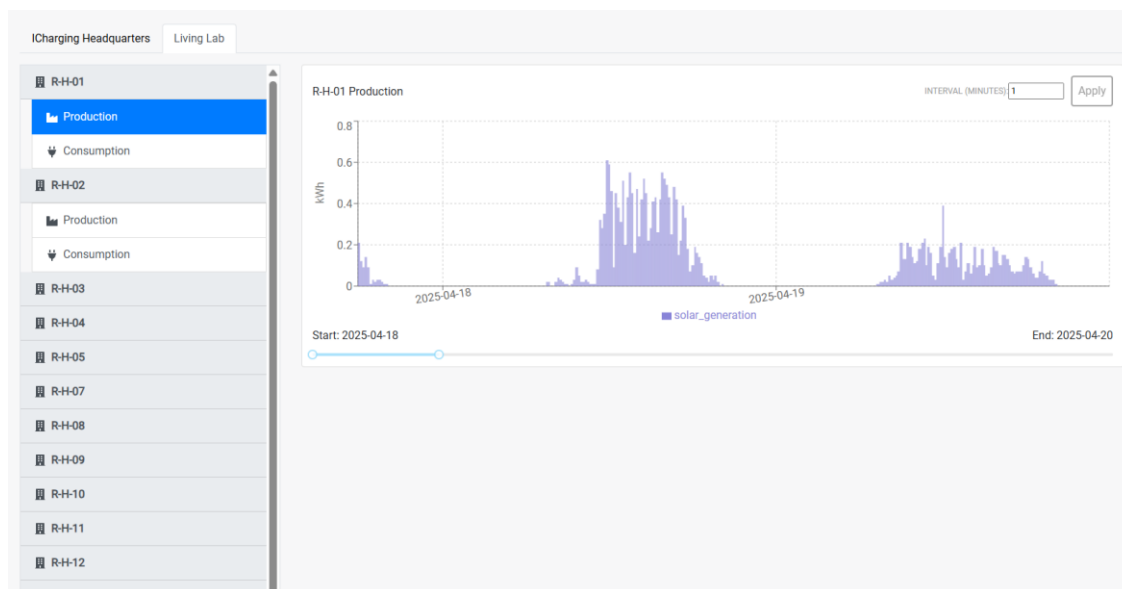 ICharging Headquarters
Living Lab
R-H-01
Production
Consumption
R-H-02
Production
Consumption
R-H-03
R-H-04
R-H-05
R-H-07
R-H-08
R-H-09
R-H-10
R-H-11
R-H-12
R-H-01 Production
INTERVAL (MINUTES): 1
Apply
0.8
0.6
0.4
0.2
0
kWh
2025-04-18
2025-04-19
solar_generation
Start: 2025-04-18
End: 2025-04-20